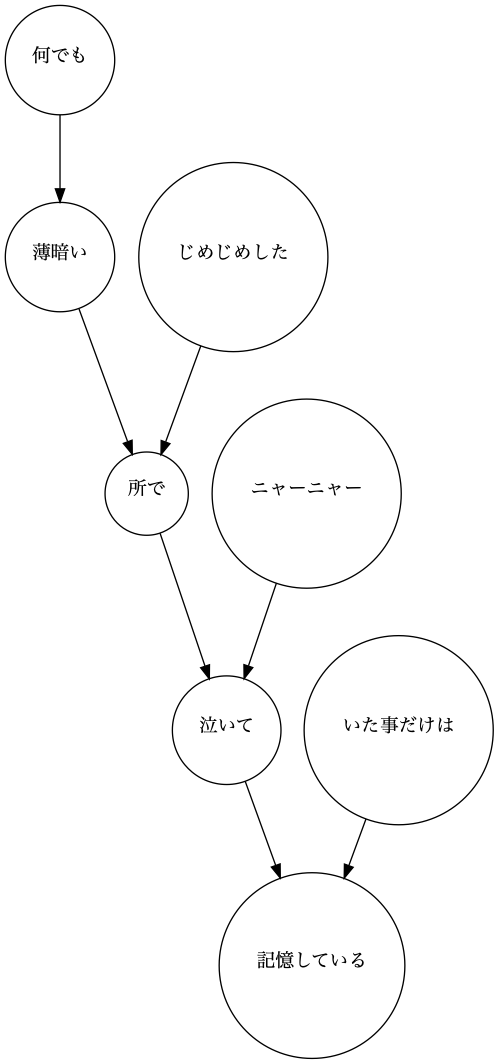 何でも
薄暗い
じめじめした
所で
ニャーニャー
泣いて
いた事だけは
記憶している